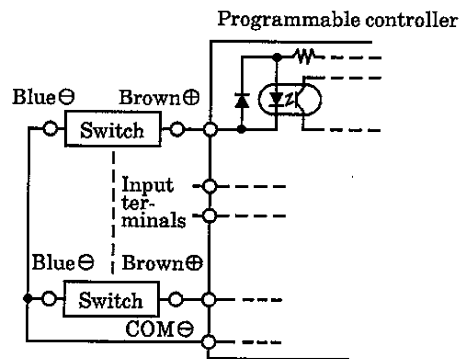 Programmable controller
Blue⊖ Brown⊕
Switch
Input
ter-
minals
Blue⊖ Brown⊕
Switch
COM⊖